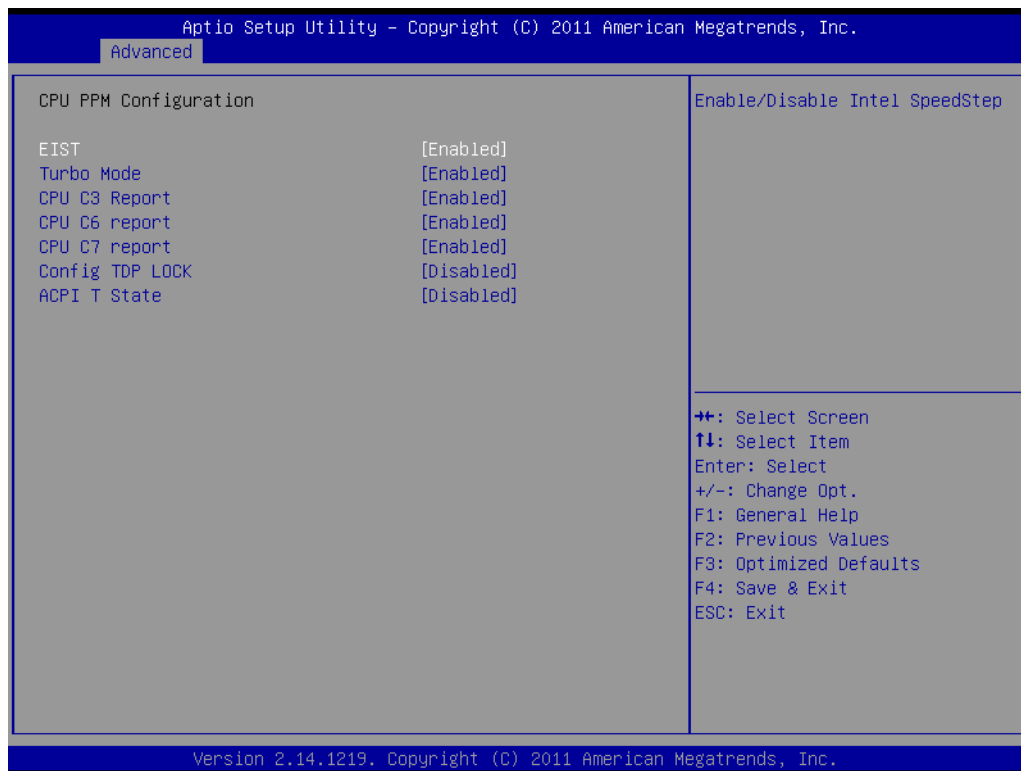 Aptio Setup Utility – Copyright (C) 2011 American Megatrends, Inc.
Advanced
CPU PPM Configuration
EIST [Enabled]
Turbo Mode [Enabled]
CPU C3 Report [Enabled]
CPU C6 report [Enabled]
CPU C7 report [Enabled]
Config TDP LOCK [Disabled]
ACPI T State [Disabled]
Enable/Disable Intel SpeedStep
→←: Select Screen
↑↓: Select Item
Enter: Select
+/-: Change Opt.
F1: General Help
F2: Previous Values
F3: Optimized Defaults
F4: Save & Exit
ESC: Exit
Version 2.14.1219. Copyright (C) 2011 American Megatrends, Inc.